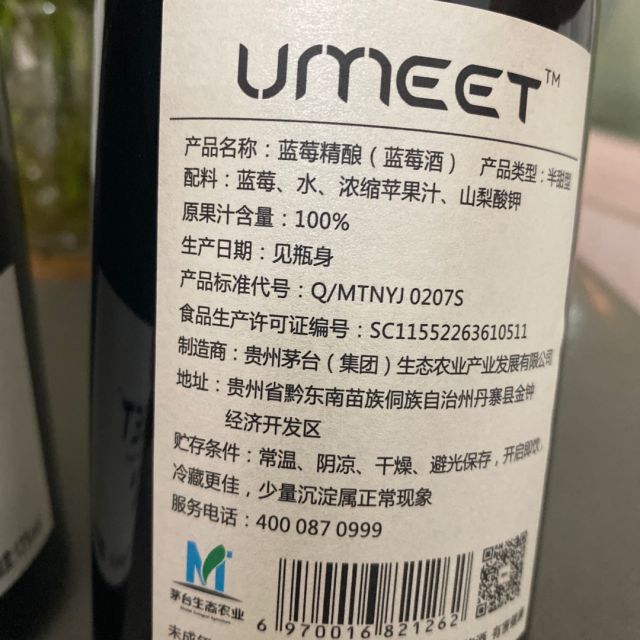 UMEET™
产品名称：蓝莓精酿（蓝莓酒） 产品类型：半甜型
配料：蓝莓、水、浓缩苹果汁、山梨酸钾
原果汁含量：100%
生产日期：见瓶身
产品标准代号：Q/MTNYJ 0207S
食品生产许可证编号：SC11552263610511
制造商：贵州茅台（集团）生态农业产业发展有限公司
地址：贵州省黔东南苗族侗族自治州丹寨县金钟
经济开发区
贮存条件：常温、阴凉、干燥、避光保存，开启即饮，
冷藏更佳，少量沉淀属正常现象
服务电话：400 087 0999
茅台生态农业
6 970016 821262